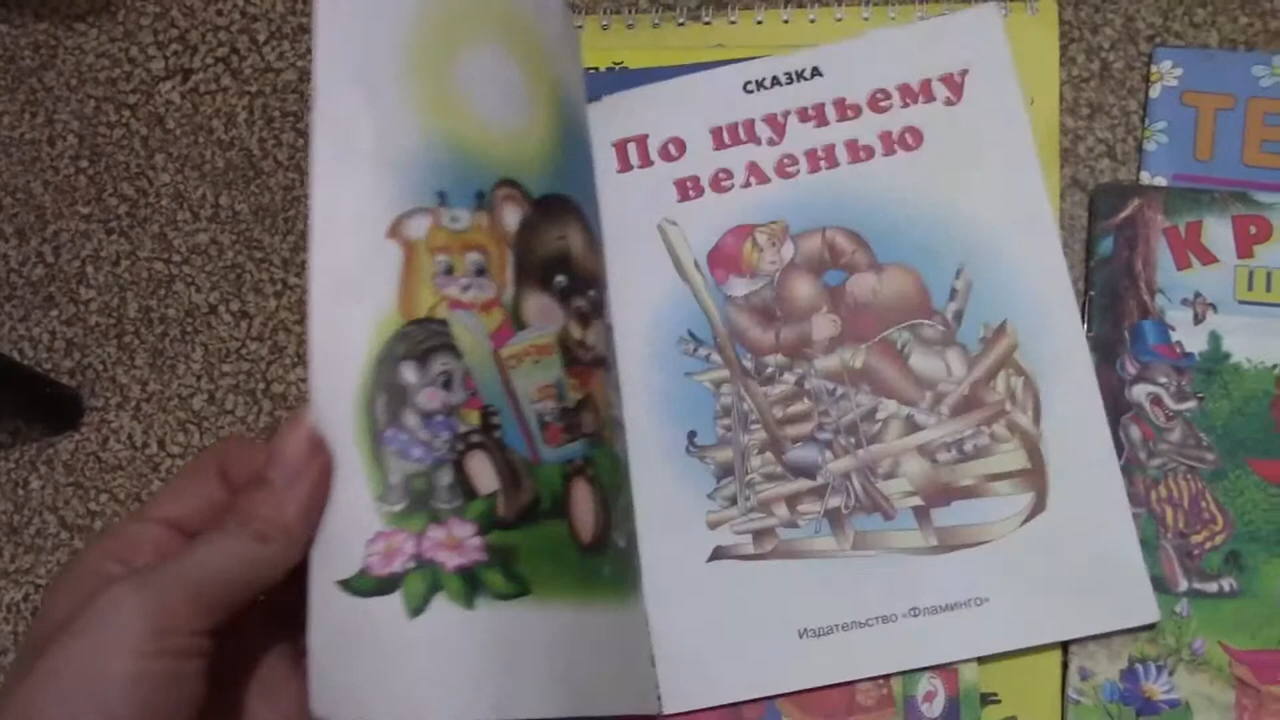 СКАЗКА
По щучьему
веленью
Издательство «Фламинго»
ТЕ
КР